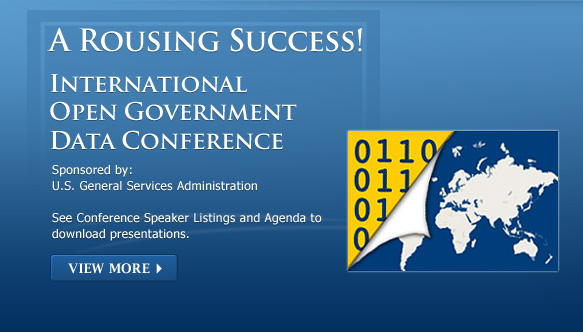 A Rousing Success!
International
Open Government
Data Conference
Sponsored by:
U.S. General Services Administration
See Conference Speaker Listings and Agenda to
download presentations.
VIEW MORE
0110
011
01
0